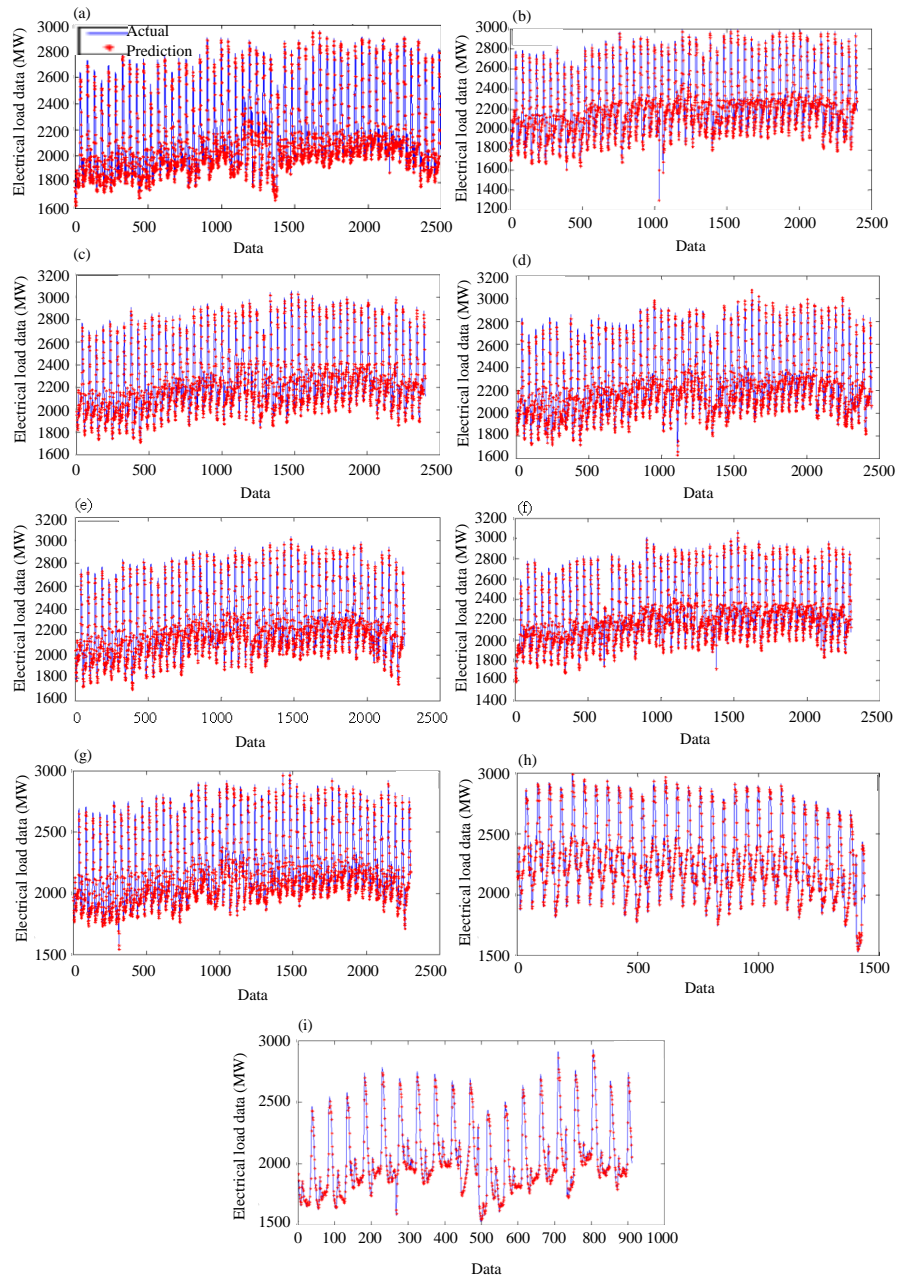 (a)
Actual
Prediction
Electrical load data (MW)
3000
2800
2600
2400
2200
2000
1800
1600
0 500 1000 1500 2000 2500
Data
(b)
Electrical load data (MW)
3000
2800
2600
2400
2200
2000
1800
1600
1400
1200
0 500 1000 1500 2000 2500
Data
(c)
Electrical load data (MW)
3200
3000
2800
2600
2400
2200
2000
1800
1600
0 500 1000 1500 2000 2500
Data
(d)
Electrical load data (MW)
3200
3000
2800
2600
2400
2200
2000
1800
1600
0 500 1000 1500 2000 2500
Data
(e)
Electrical load data (MW)
3200
3000
2800
2600
2400
2200
2000
1800
1600
0 500 1000 1500 2000 2500
Data
(f)
Electrical load data (MW)
3200
3000
2800
2600
2400
2200
2000
1800
1600
1400
0 500 1000 1500 2000 2500
Data
(g)
Electrical load data (MW)
3000
2500
2000
1500
0 500 1000 1500 2000 2500
Data
(h)
Electrical load data (MW)
3000
2500
2000
1500
0 500 1000 1500
Data
(i)
Electrical load data (MW)
3000
2500
2000
1500
0 100 200 300 400 500 600 700 800 900 1000
Data